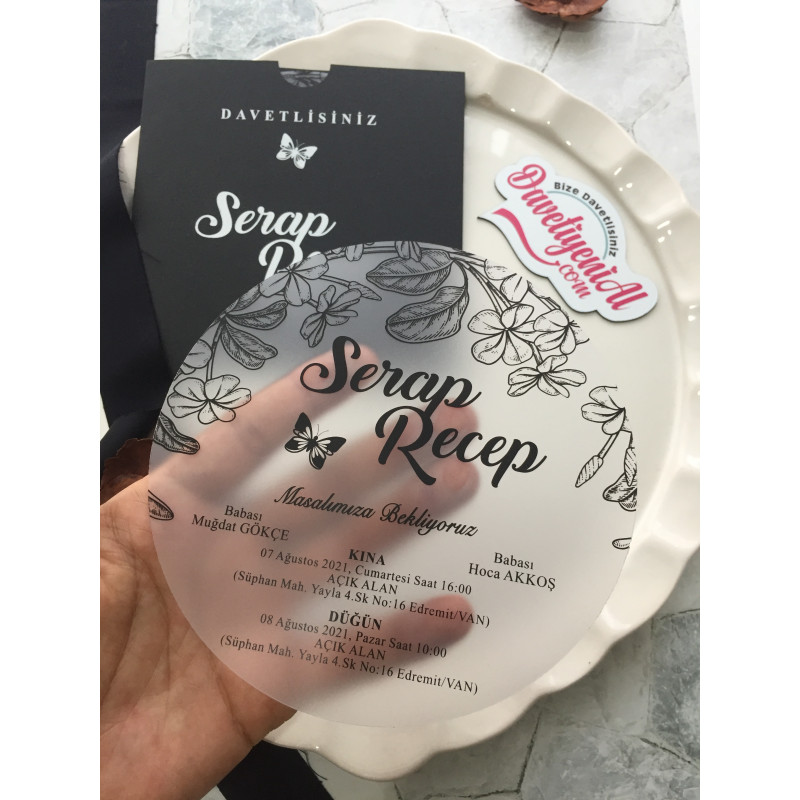 DAVETLİSİNİZ
Serap
Bize Davetlisiniz
DavetiyeniAl
.com
Serap
Recep
Masalımıza Bekliyoruz
Babası
Muğdat GÖKÇE
Babası
Hoca AKKOŞ
KINA
07 Ağustos 2021, Cumartesi Saat 16:00
AÇIK ALAN
(Süphan Mah. Yayla 4.Sk No:16 Edremit/VAN)
DÜĞÜN
08 Ağustos 2021, Pazar Saat 10:00
AÇIK ALAN
(Süphan Mah. Yayla 4.Sk No:16 Edremit/VAN)